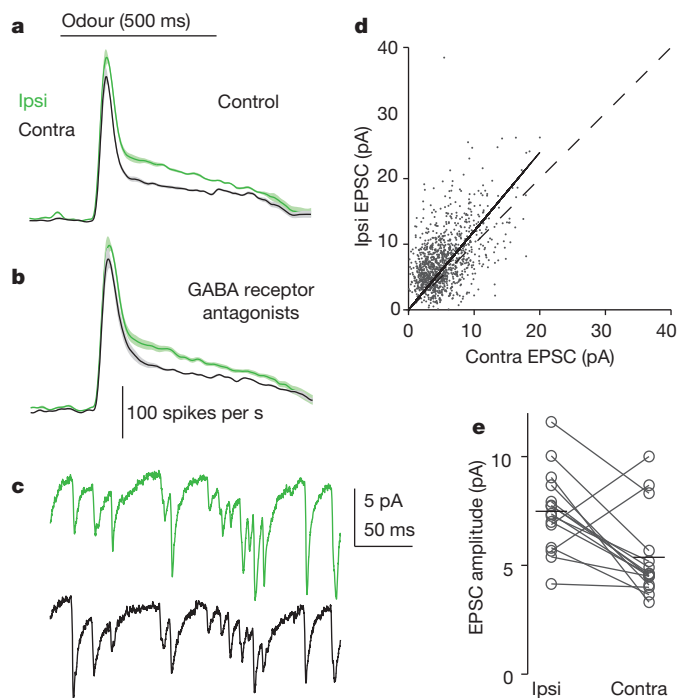 a
Odour (500 ms)
Ipsi
Contra
Control
b
GABA receptor
antagonists
100 spikes per s
c
5 pA
50 ms
d
Ipsi EPSC (pA)
40
30
20
10
0
0
10
20
30
40
Contra EPSC (pA)
e
EPSC amplitude (pA)
10
5
0
Ipsi
Contra